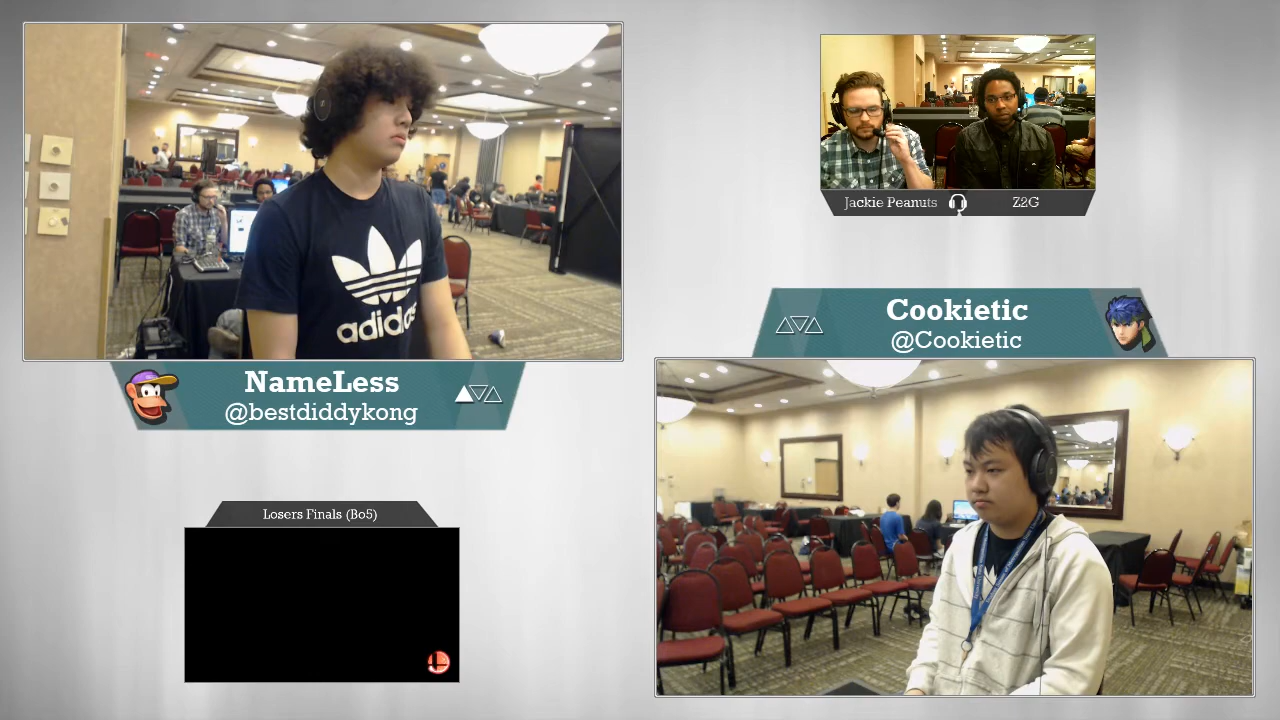 adidas
Jackie Peanuts
Z2G
Cookietic
@Cookietic
NameLess
@bestdiddykong
Losers Finals (Bo5)